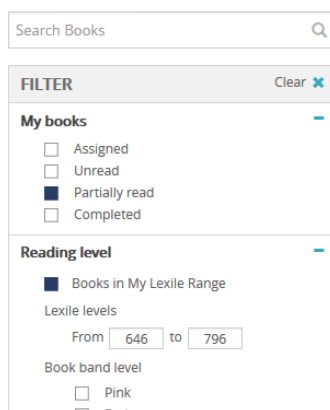 Search Books
FILTER Clear
My books
Assigned
Unread
Partially read
Completed
Reading level
Books in My Lexile Range
Lexile levels
From 646 to 796
Book band level
Pink